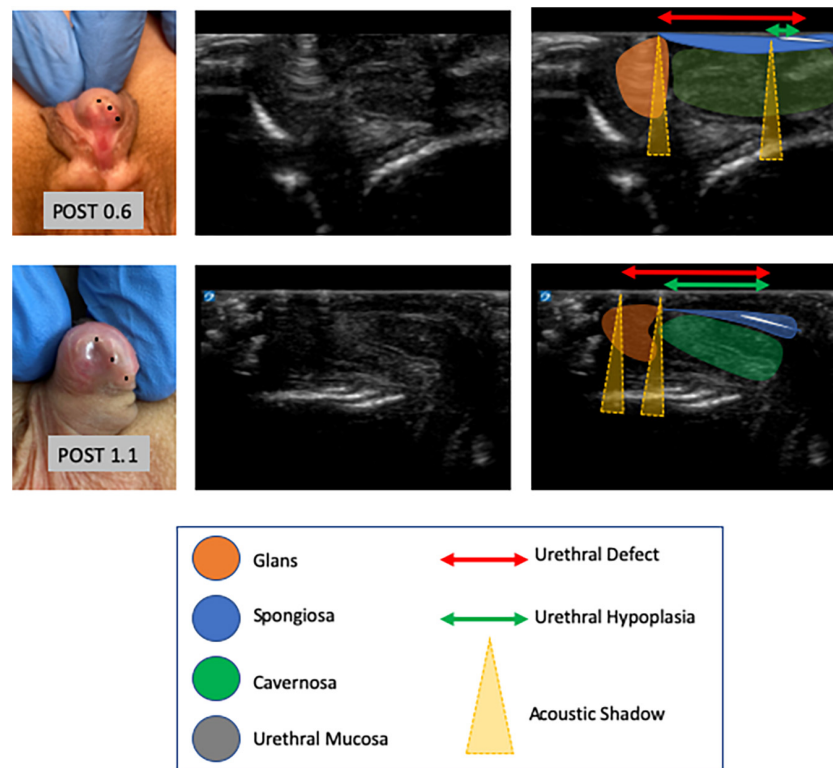 POST 0.6
POST 1.1
Glans
Urethral Defect
Spongiosa
Urethral Hypoplasia
Cavernosa
Acoustic Shadow
Urethral Mucosa